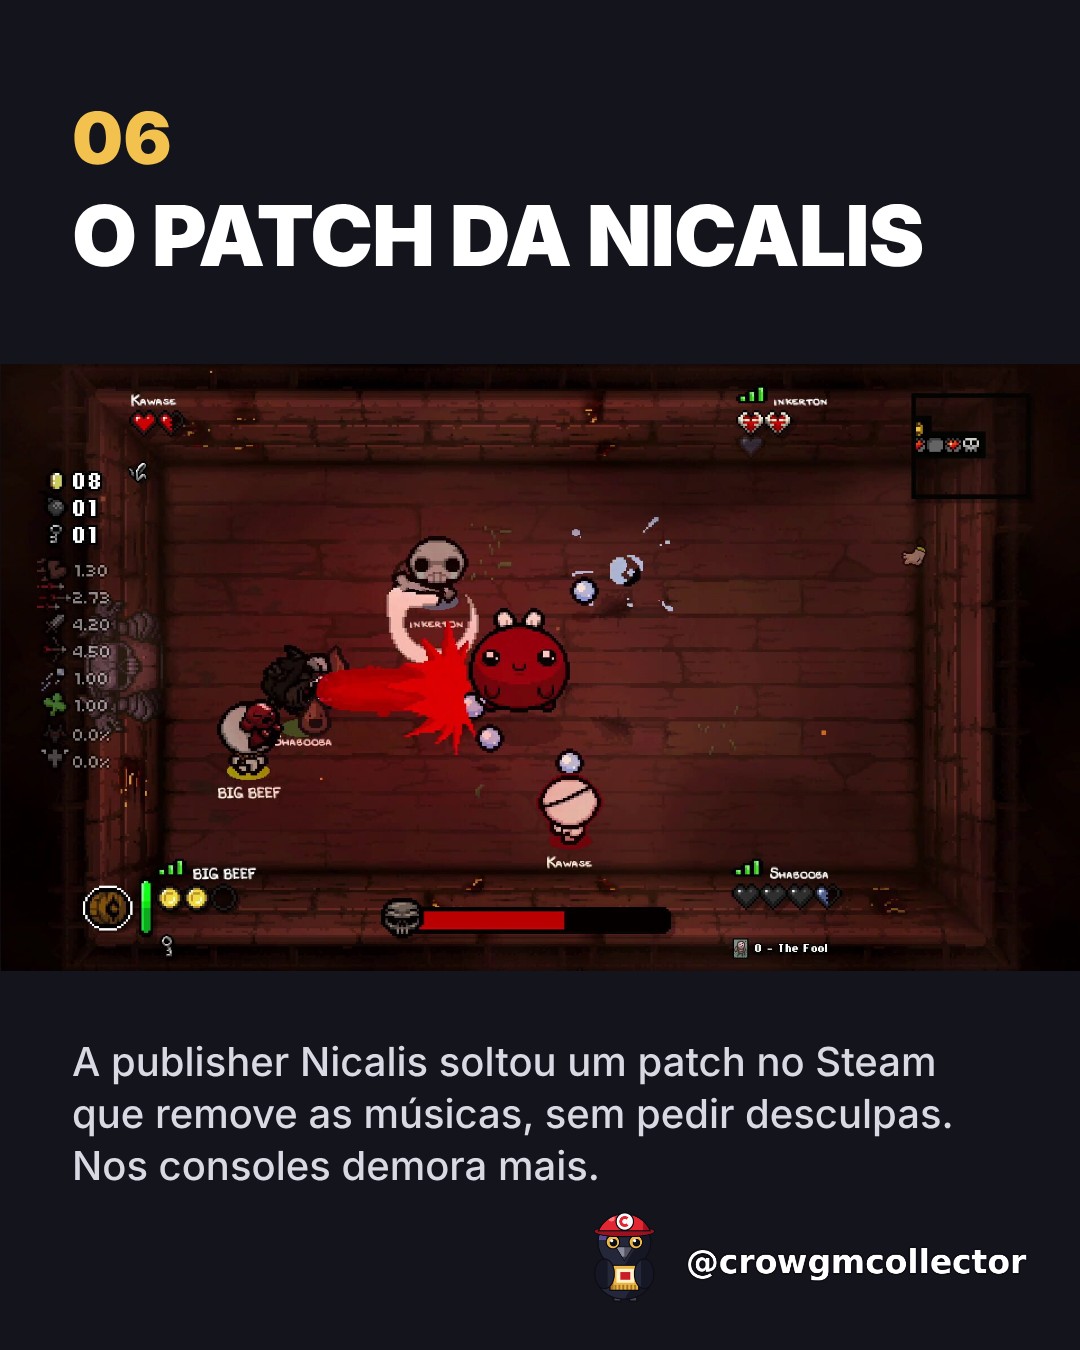 06
O PATCH DA NICALIS
KAWASE
INKERTON
08
01
01
1.30
2.73
4.20
4.50
1.00
1.00
0.0%
0.0%
INKERTON
SHABOOBA
BIG BEEF
KAWASE
BIG BEEF
SHABOOBA
0 - The Fool
A publisher Nicalis soltou um patch no Steam
que remove as músicas, sem pedir desculpas.
Nos consoles demora mais.
C
@crowgmcollector